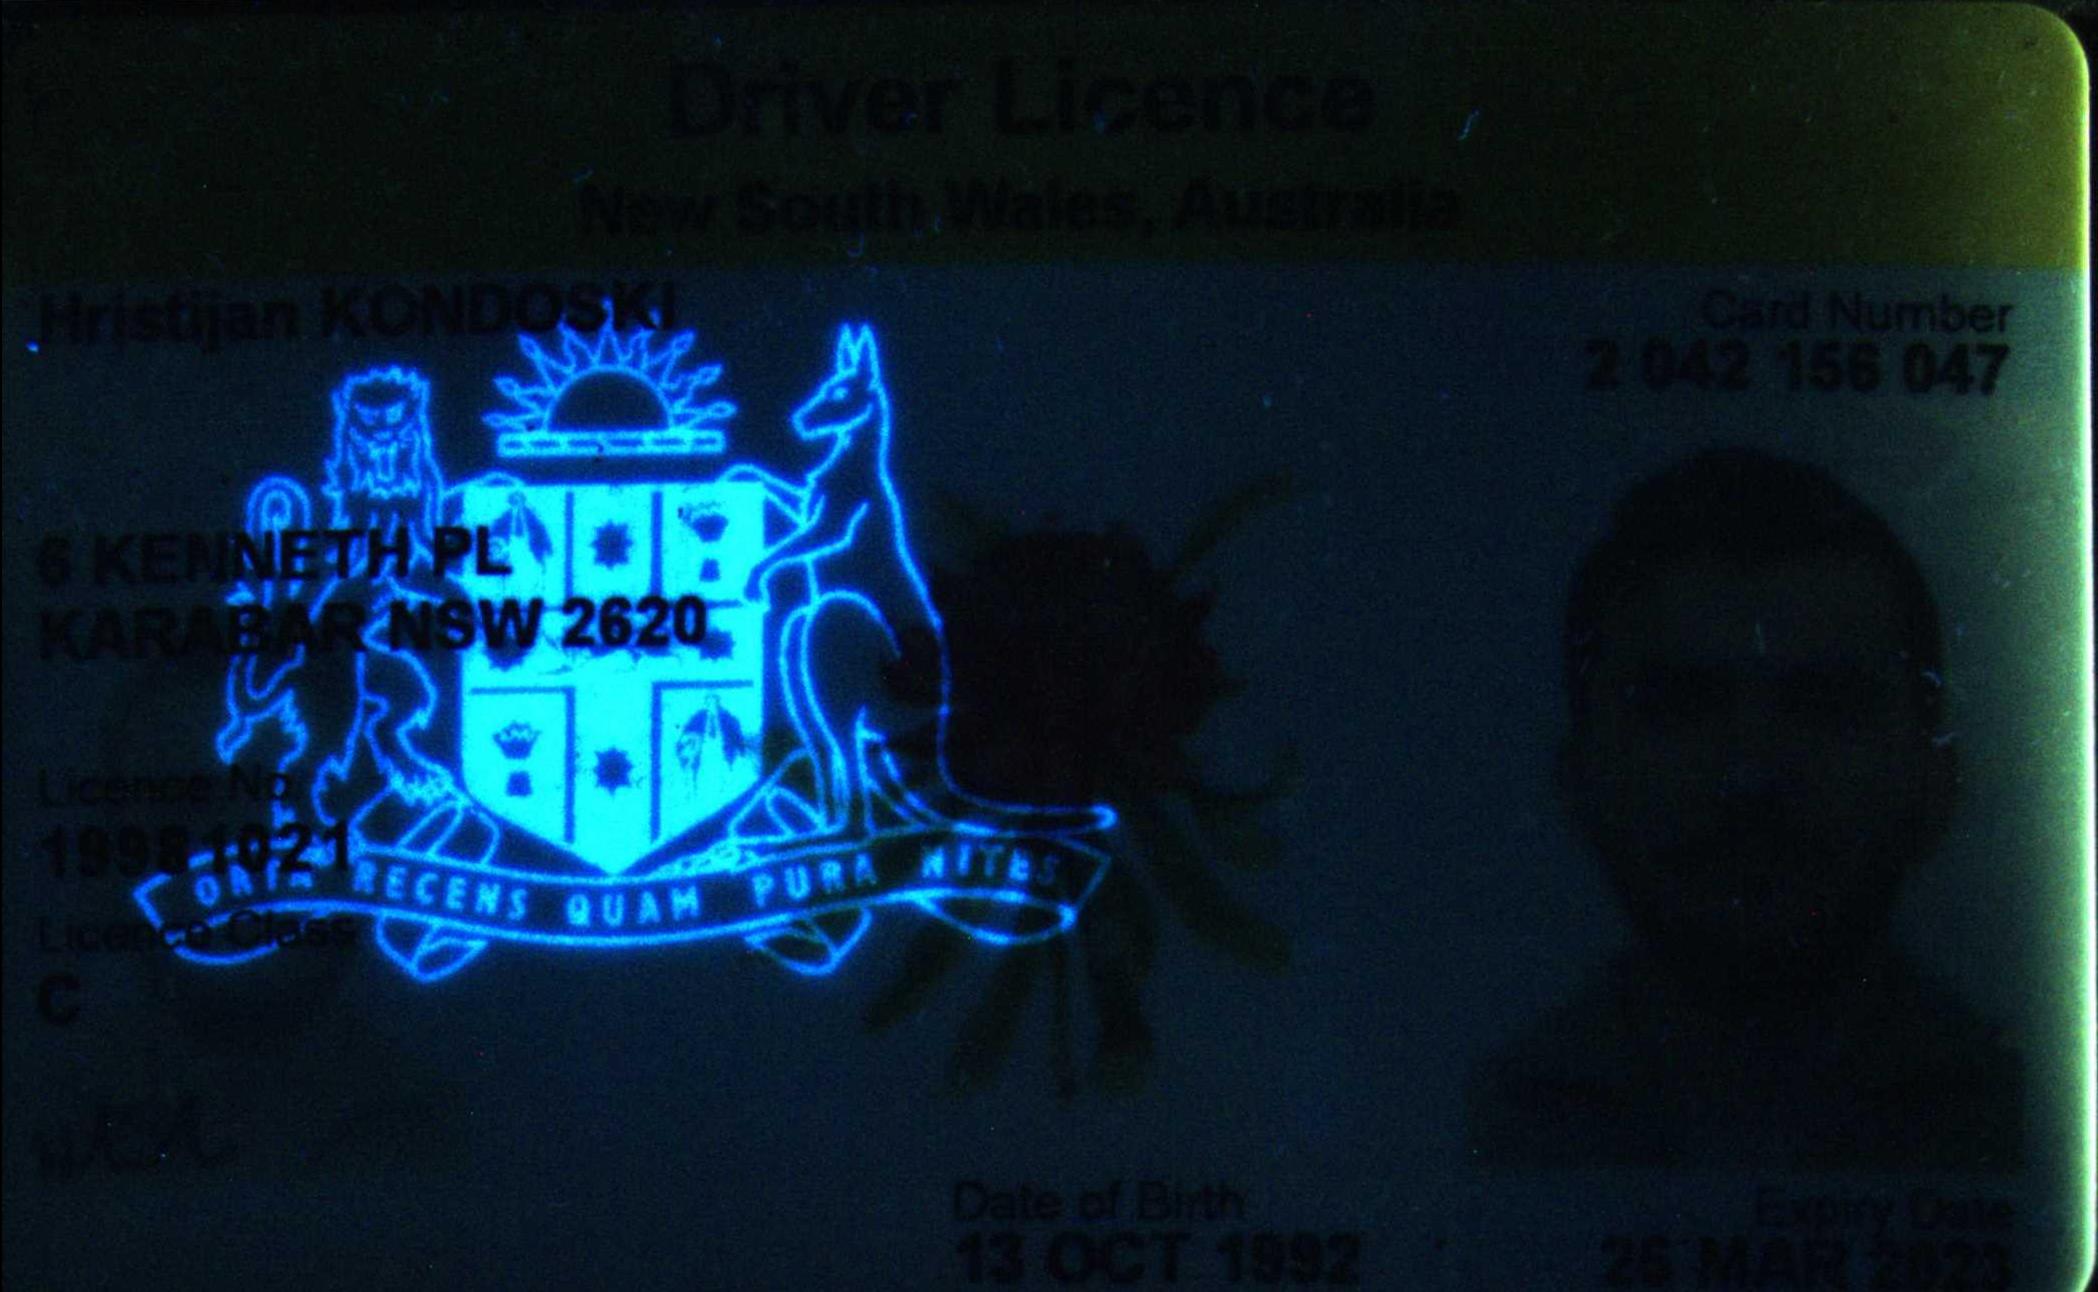 Driver Licence
New South Wales, Australia
Hristijan KONDOSKI
Card Number
2 042 156 047
6 KENNETH PL
KARABAR NSW 2620
Licence No.
19981021
ORTA RECENS QUAM PURA NITES
Licence Class
C
Date of Birth
13 OCT 1992
Expiry Date
MAR 2023